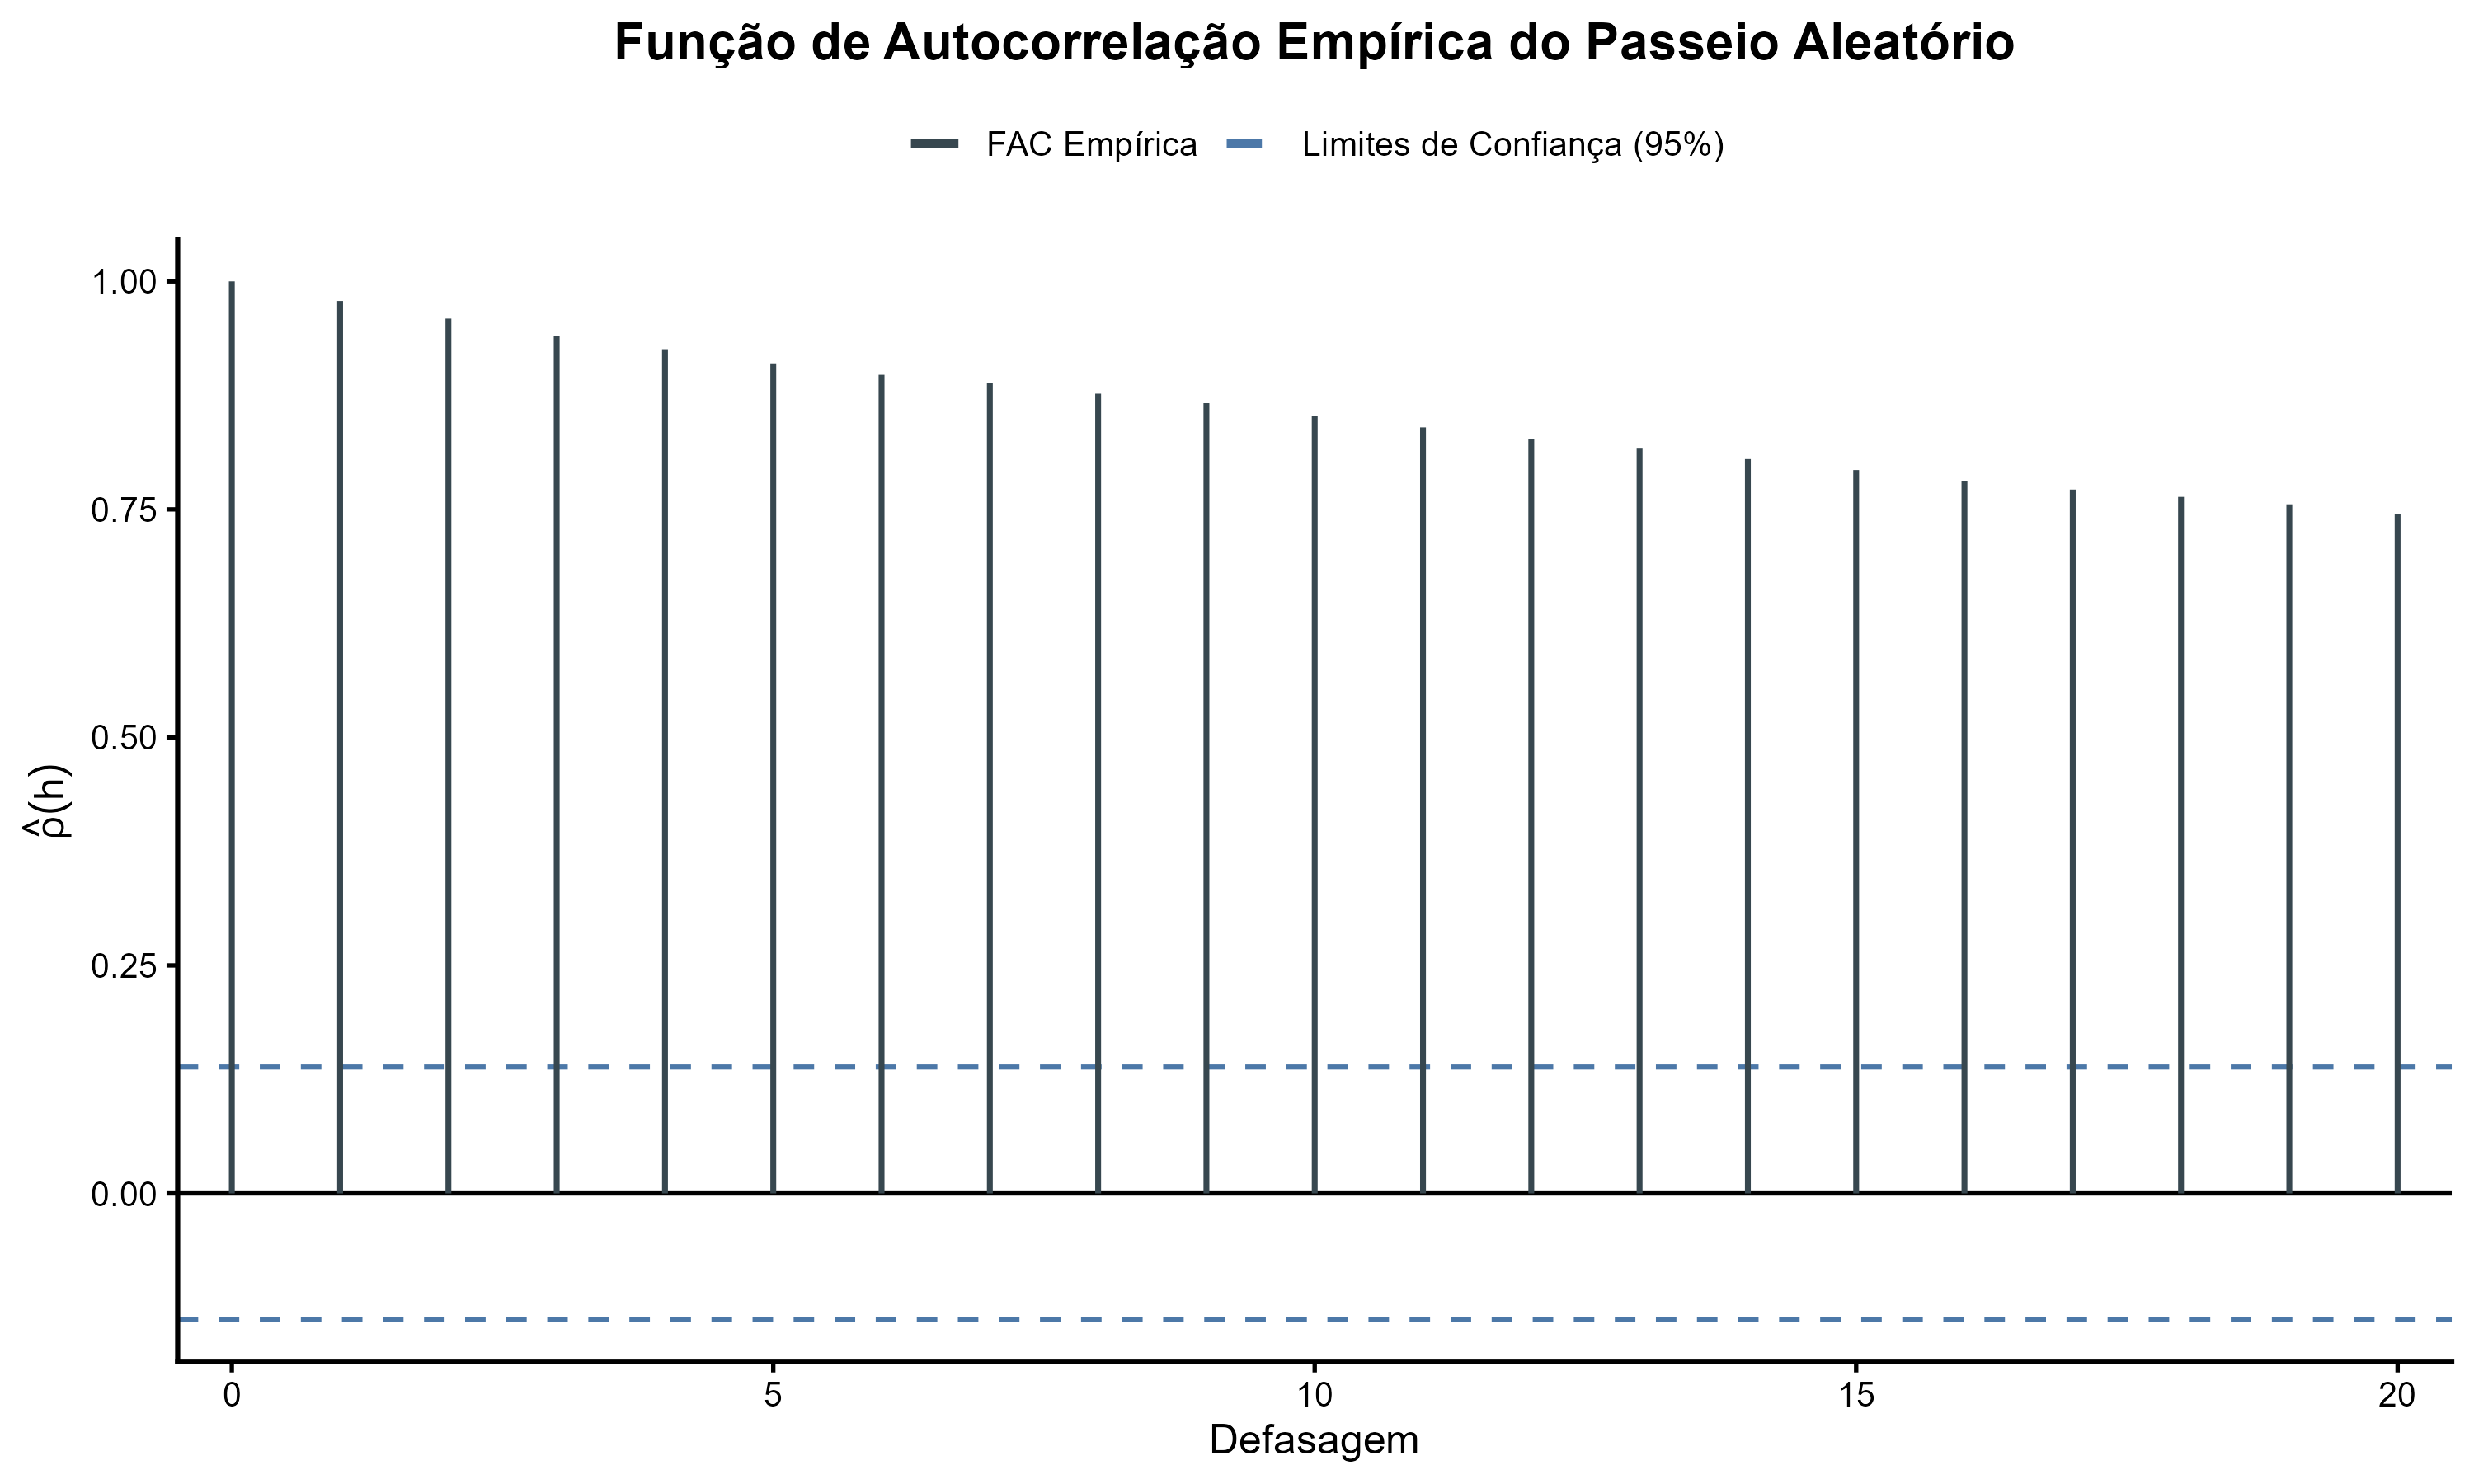 Função de Autocorrelação Empírica do Passeio Aleatório
FAC Empírica
Limites de Confiança (95%)
1.00
0.75
0.50
0.25
0.00
ρ̂(h)
0 5 10 15 20
Defasagem